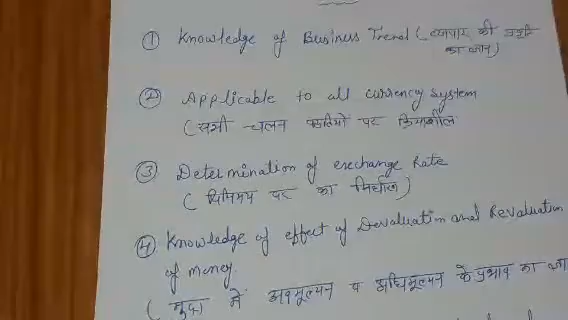 ① Knowledge of Business Trend (व्यापार की प्रवृति
का ज्ञान)
② Applicable to all currency system
(सभी चलन पद्धतियों पर क्रियाशील
③ Determination of exchange Rate
(विनिमय दर का निर्धारण)
④ Knowledge of effect of Devaluation and Revaluation
of money.
(मुद्रा में अवमूल्यन व अधिमूल्यन के प्रभाव का